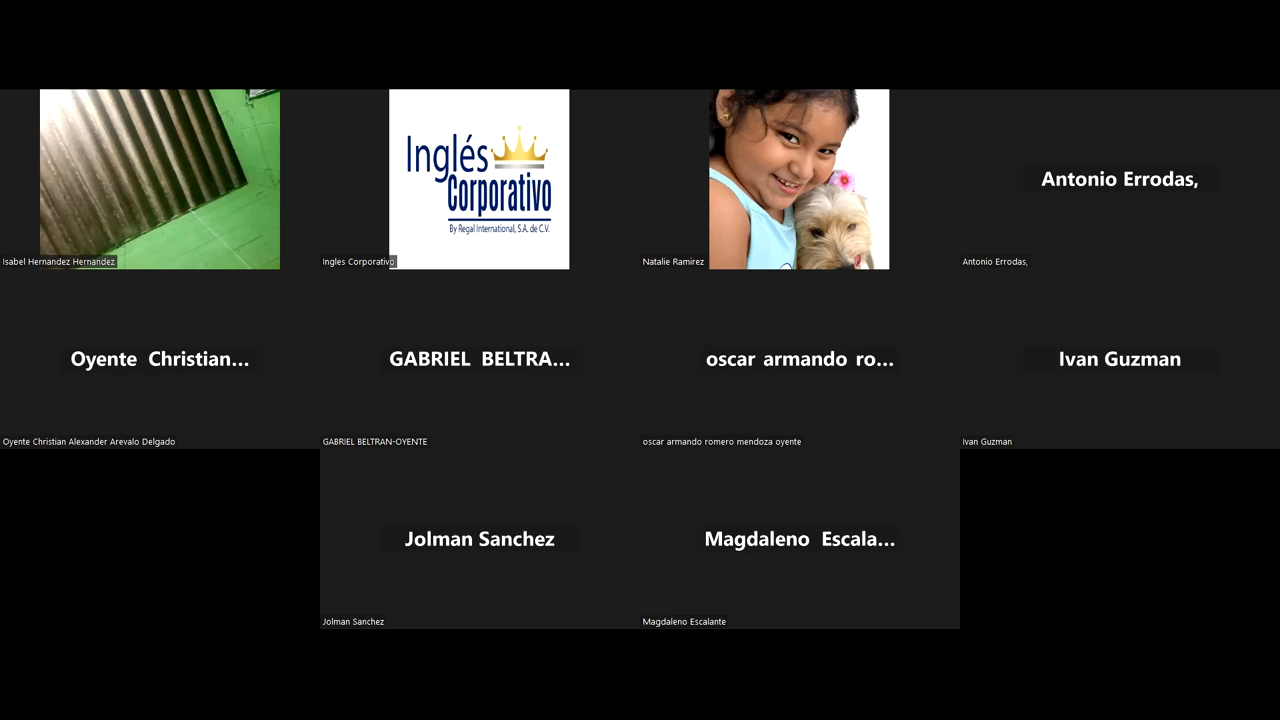 Inglés
Corporativo
By Regal International, S.A. de C.V.
Isabel Hernandez Hernandez
Ingles Corporativo
Natalie Ramirez
Antonio Errodas,
Antonio Errodas,
Oyente Christian...
GABRIEL BELTRA...
oscar armando ro...
Ivan Guzman
Oyente Christian Alexander Arevalo Delgado
GABRIEL BELTRAN-OYENTE
oscar armando romero mendoza oyente
Ivan Guzman
Jolman Sanchez
Magdaleno Escala...
Jolman Sanchez
Magdaleno Escalante